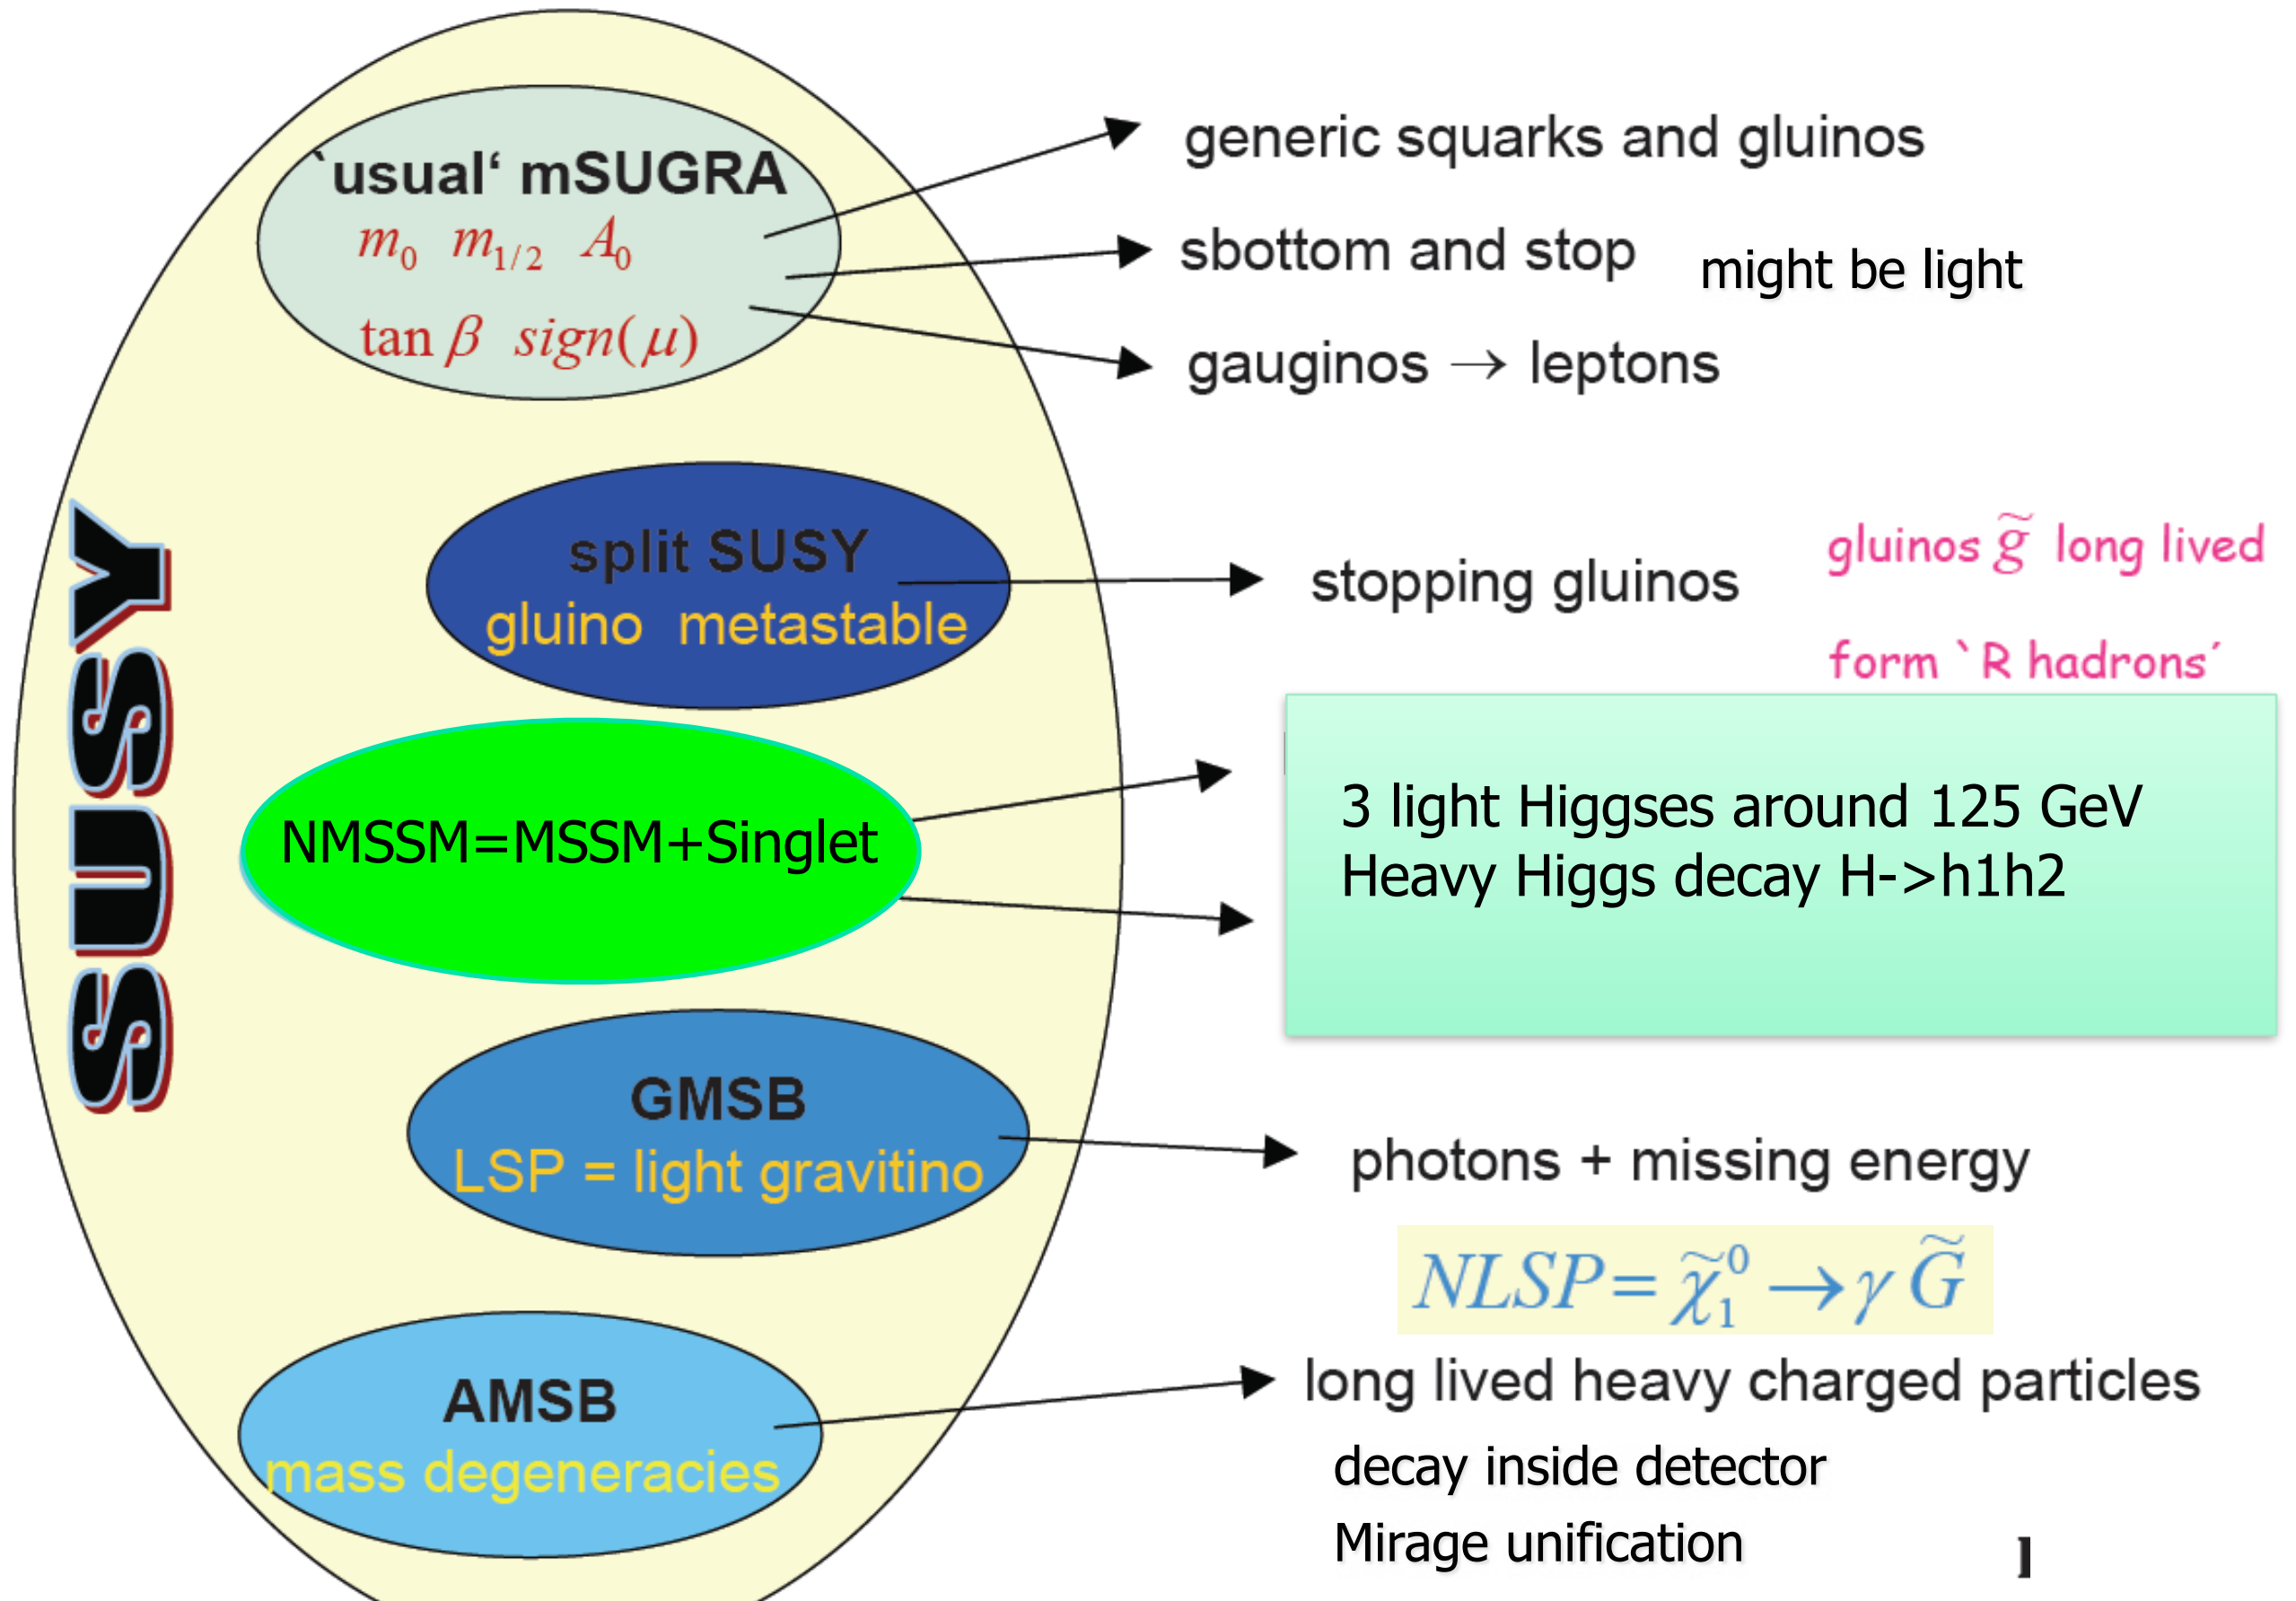 SUSY
`usual‘ mSUGRA
m₀ m₁/₂ A₀
tan β sign(μ)
generic squarks and gluinos
sbottom and stop might be light
gauginos → leptons
split SUSY
gluino metastable
stopping gluinos
gluinos g̃ long lived
form `R hadrons´
NMSSM=MSSM+Singlet
3 light Higgses around 125 GeV
Heavy Higgs decay H->h1h2
GMSB
LSP = light gravitino
photons + missing energy
NLSP = χ̃₁⁰ → γ G̃
AMSB
mass degeneracies
long lived heavy charged particles
decay inside detector
Mirage unification